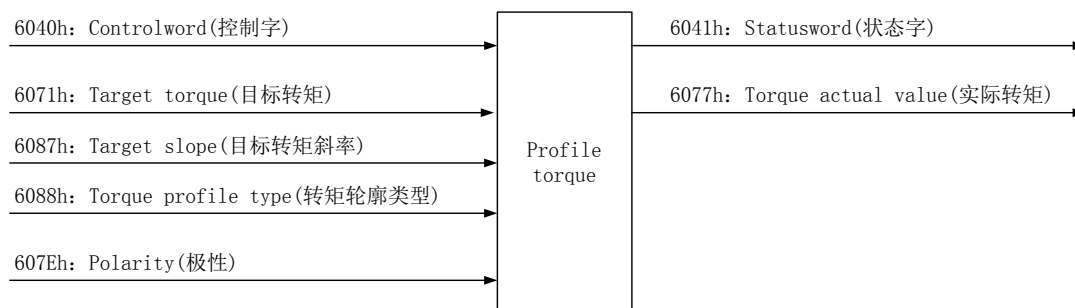 6040h: Controlword(控制字)
6071h: Target torque(目标转矩)
6087h: Target slope(目标转矩斜率)
6088h: Torque profile type(转矩轮廓类型)
607Eh: Polarity(极性)
Profile
torque
6041h: Statusword(状态字)
6077h: Torque actual value(实际转矩)